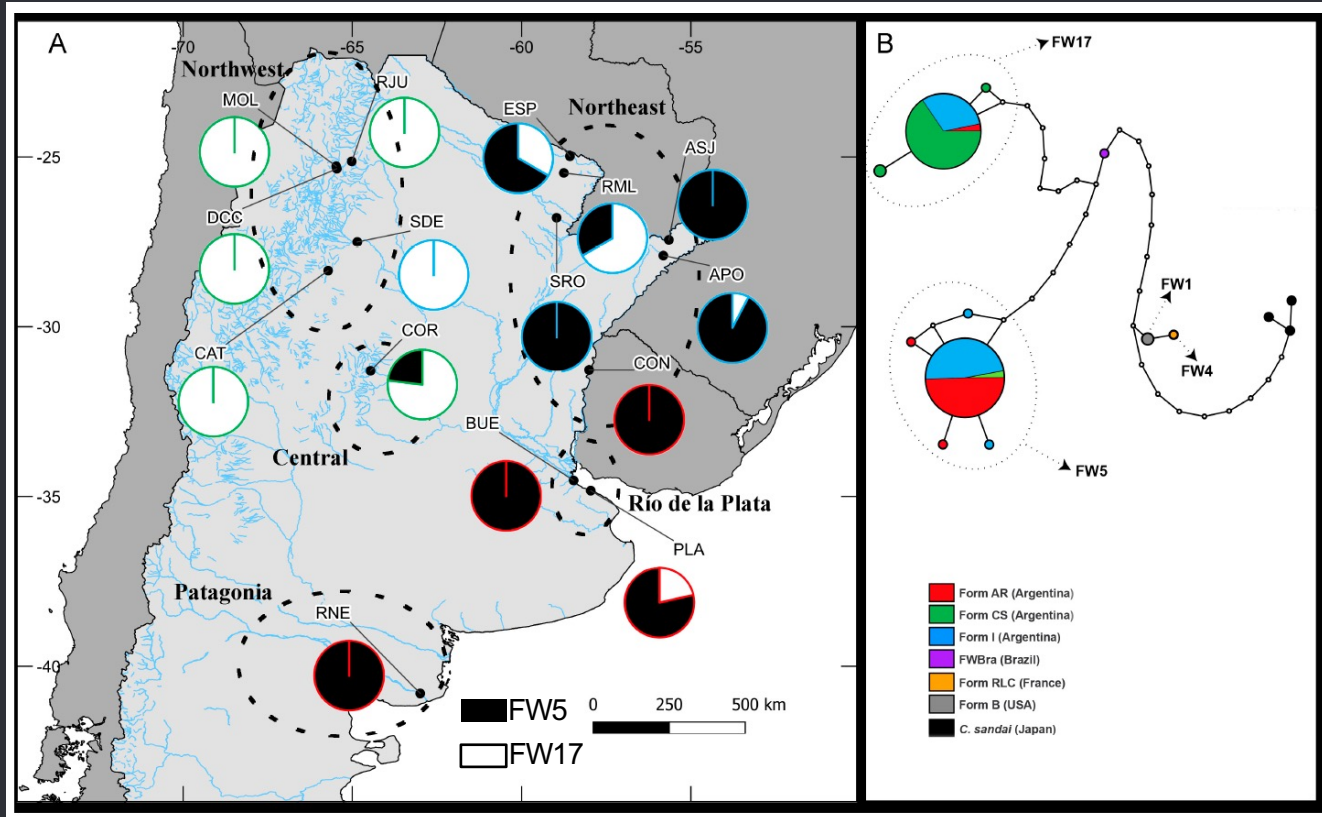 A
-70
-65
-60
-55
Northwest
RJU
MOL
ESP
Northeast
-25
ASJ
RML
DCC
SDE
SRO
APO
-30
COR
CAT
CON
BUE
Central
-35
Río de la Plata
PLA
Patagonia
RNE
-40
FW5
0 250 500 km
FW17
B
FW17
FW1
FW4
FW5
Form AR (Argentina)
Form CS (Argentina)
Form I (Argentina)
FWBra (Brazil)
Form RLC (France)
Form B (USA)
C. sandai (Japan)